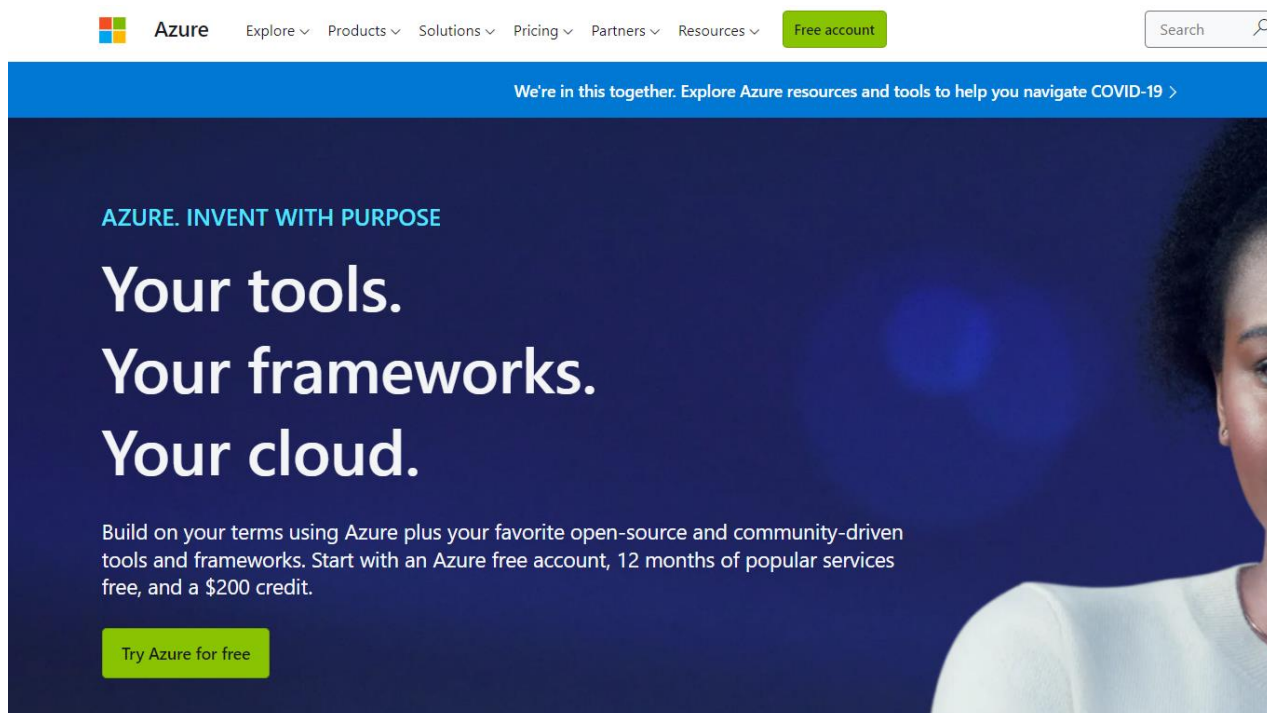 Azure Explore Products Solutions Pricing Partners Resources Free account Search
We're in this together. Explore Azure resources and tools to help you navigate COVID-19
AZURE. INVENT WITH PURPOSE
Your tools.
Your frameworks.
Your cloud.
Build on your terms using Azure plus your favorite open-source and community-driven
tools and frameworks. Start with an Azure free account, 12 months of popular services
free, and a $200 credit.
Try Azure for free